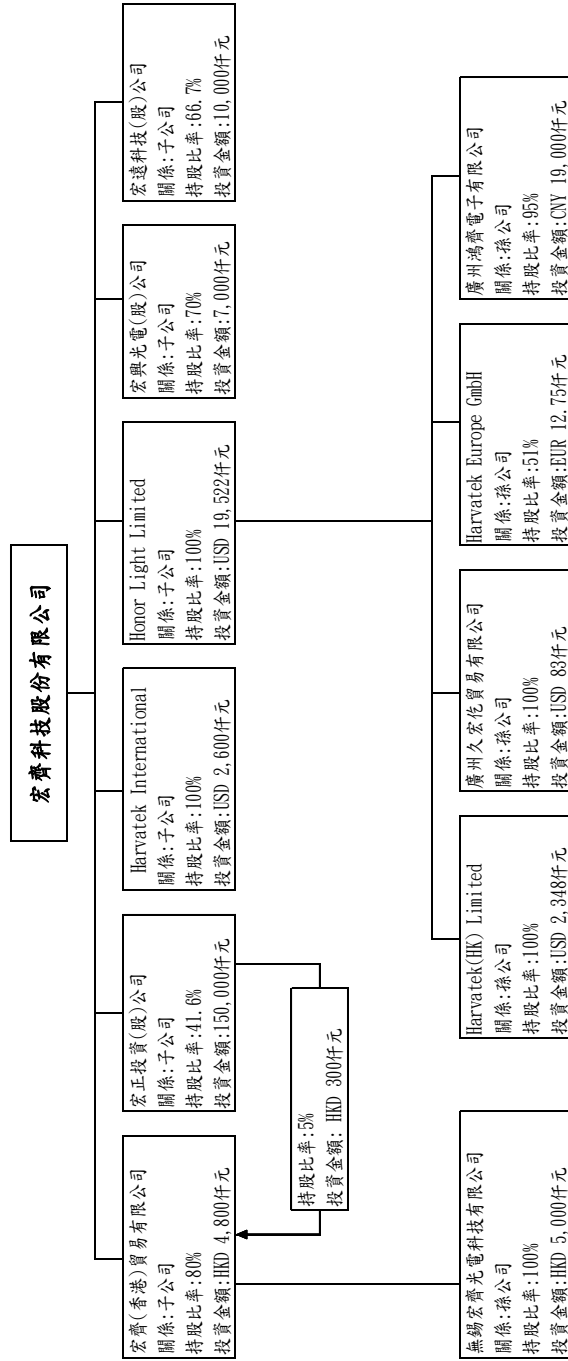 宏齊科技股份有限公司
宏齊(香港)貿易有限公司
關係:子公司
持股比率:80%
投資金額:HKD 4,800仟元
宏正投資(股)公司
關係:子公司
持股比率:41.6%
投資金額:150,000仟元
Harvatek International
關係:子公司
持股比率:100%
投資金額:USD 2,600仟元
Honor Light Limited
關係:子公司
持股比率:100%
投資金額:USD 19,522仟元
宏興光電(股)公司
關係:子公司
持股比率:70%
投資金額:7,000仟元
宏遠科技(股)公司
關係:子公司
持股比率:66.7%
投資金額:10,000仟元
持股比率:5%
投資金額: HKD 300仟元
無錫宏齊光電科技有限公司
關係:孫公司
持股比率:100%
投資金額:HKD 5,000仟元
Harvatek(HK) Limited
關係:孫公司
持股比率:100%
投資金額:USD 2,348仟元
廣州久宏仡貿易有限公司
關係:孫公司
持股比率:100%
投資金額:USD 83仟元
Harvatek Europe GmbH
關係:孫公司
持股比率:51%
投資金額:EUR 12.75仟元
廣州鴻齊電子有限公司
關係:孫公司
持股比率:95%
投資金額:CNY 19,000仟元